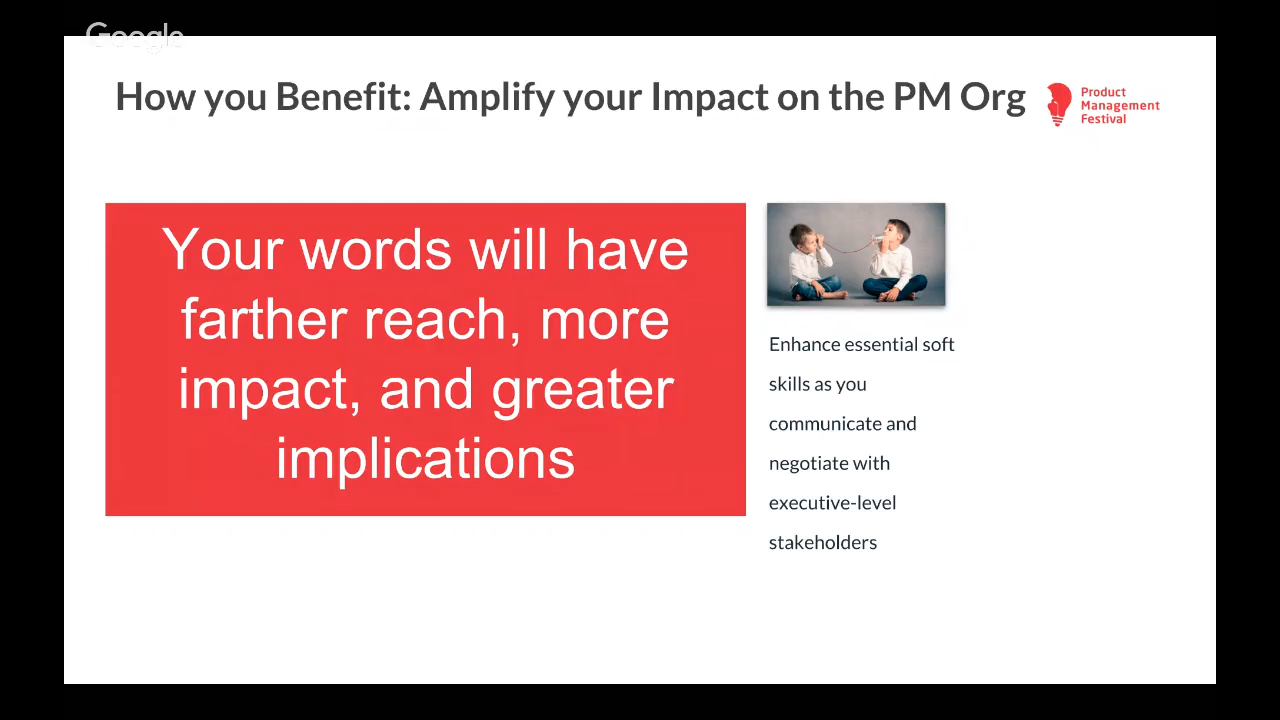 Google
How you Benefit: Amplify your Impact on the PM Org
Product
Management
Festival
Your words will have
farther reach, more
impact, and greater
implications
Enhance essential soft
skills as you
communicate and
negotiate with
executive-level
stakeholders